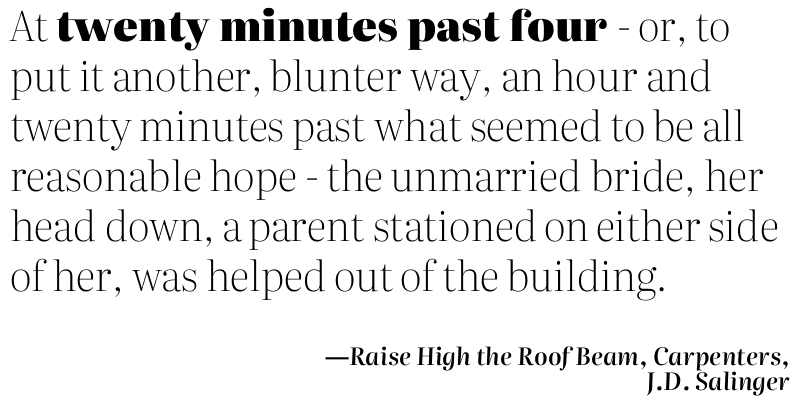 At twenty minutes past four - or, to
put it another, blunter way, an hour and
twenty minutes past what seemed to be all
reasonable hope - the unmarried bride, her
head down, a parent stationed on either side
of her, was helped out of the building.
—Raise High the Roof Beam, Carpenters,
J.D. Salinger